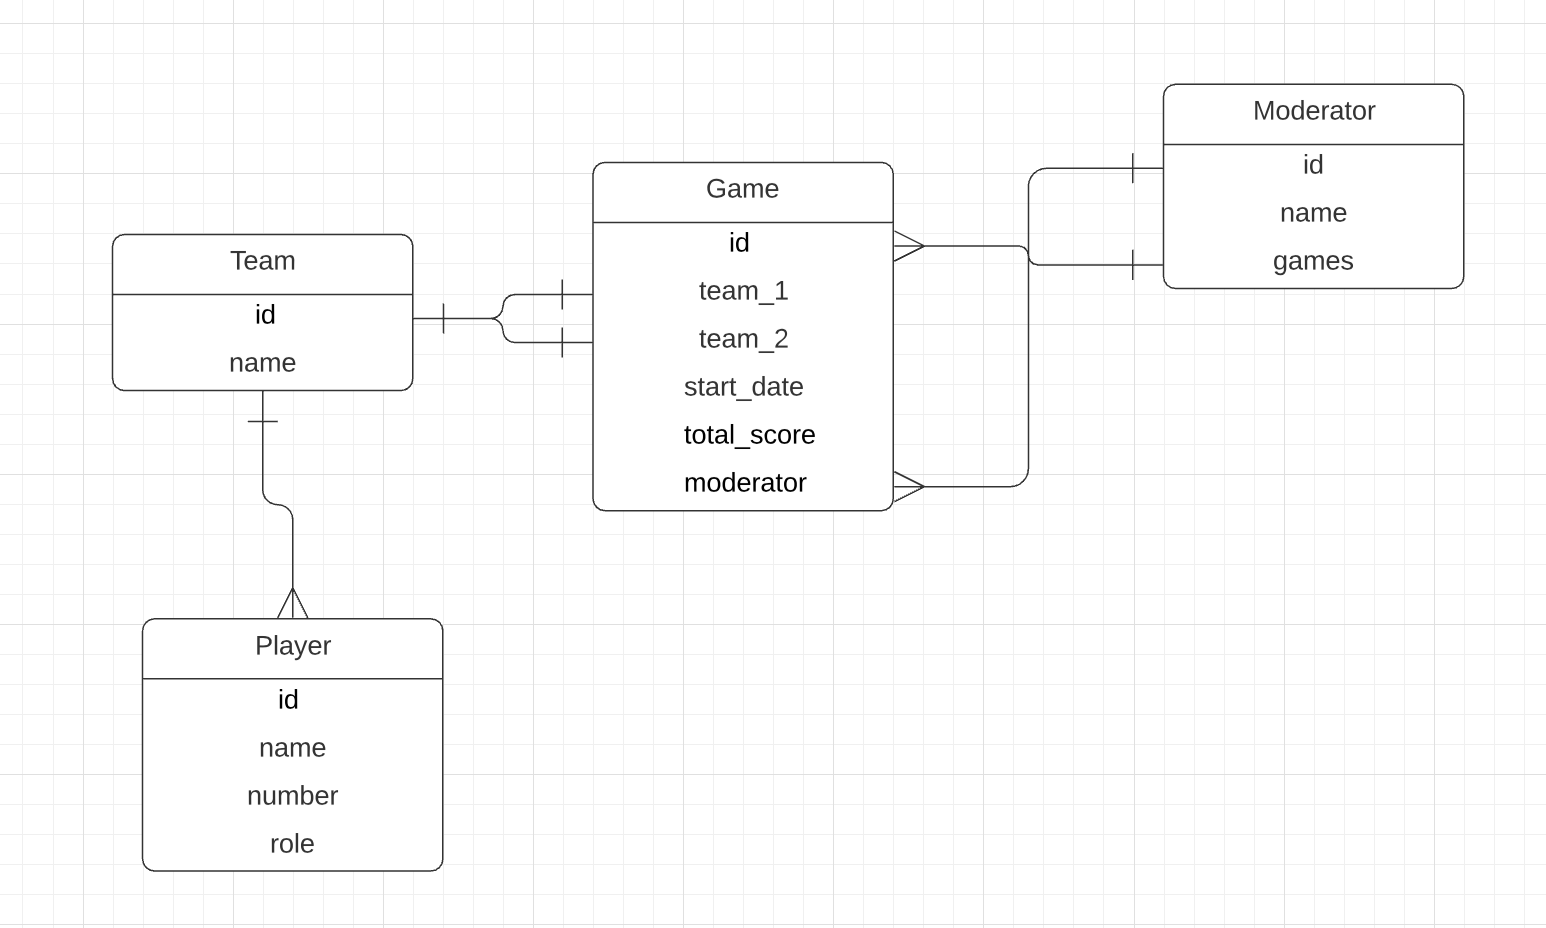 Team
id
name
Player
id
name
number
role
Game
id
team_1
team_2
start_date
total_score
moderator
Moderator
id
name
games